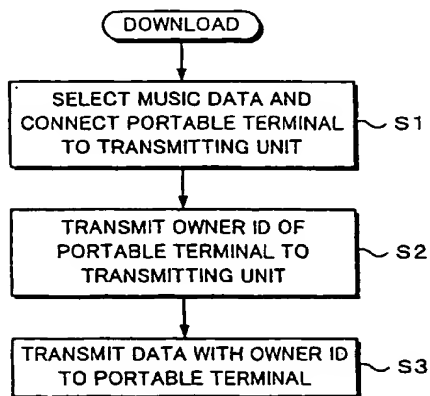 DOWNLOAD
SELECT MUSIC DATA AND
CONNECT PORTABLE TERMINAL
TO TRANSMITTING UNIT
S1
TRANSMIT OWNER ID OF
PORTABLE TERMINAL TO
TRANSMITTING UNIT
S2
TRANSMIT DATA WITH OWNER ID
TO PORTABLE TERMINAL
S3